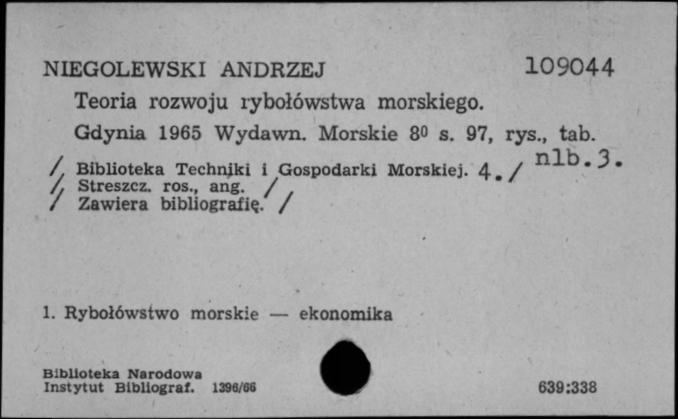 NIEGOLEWSKI ANDRZEJ 109044
Teoria rozwoju rybołówstwa morskiego.
Gdynia 1965 Wydawn. Morskie 8⁰ s. 97, rys., tab.
nlb. 3.
/ Biblioteka Techniki i Gospodarki Morskiej. 4. /
/ Streszcz. ros., ang. /
/ Zawiera bibliografię. /
1. Rybołówstwo morskie — ekonomika
Biblioteka Narodowa
Instytut Bibliograf. 1396/66 639:338